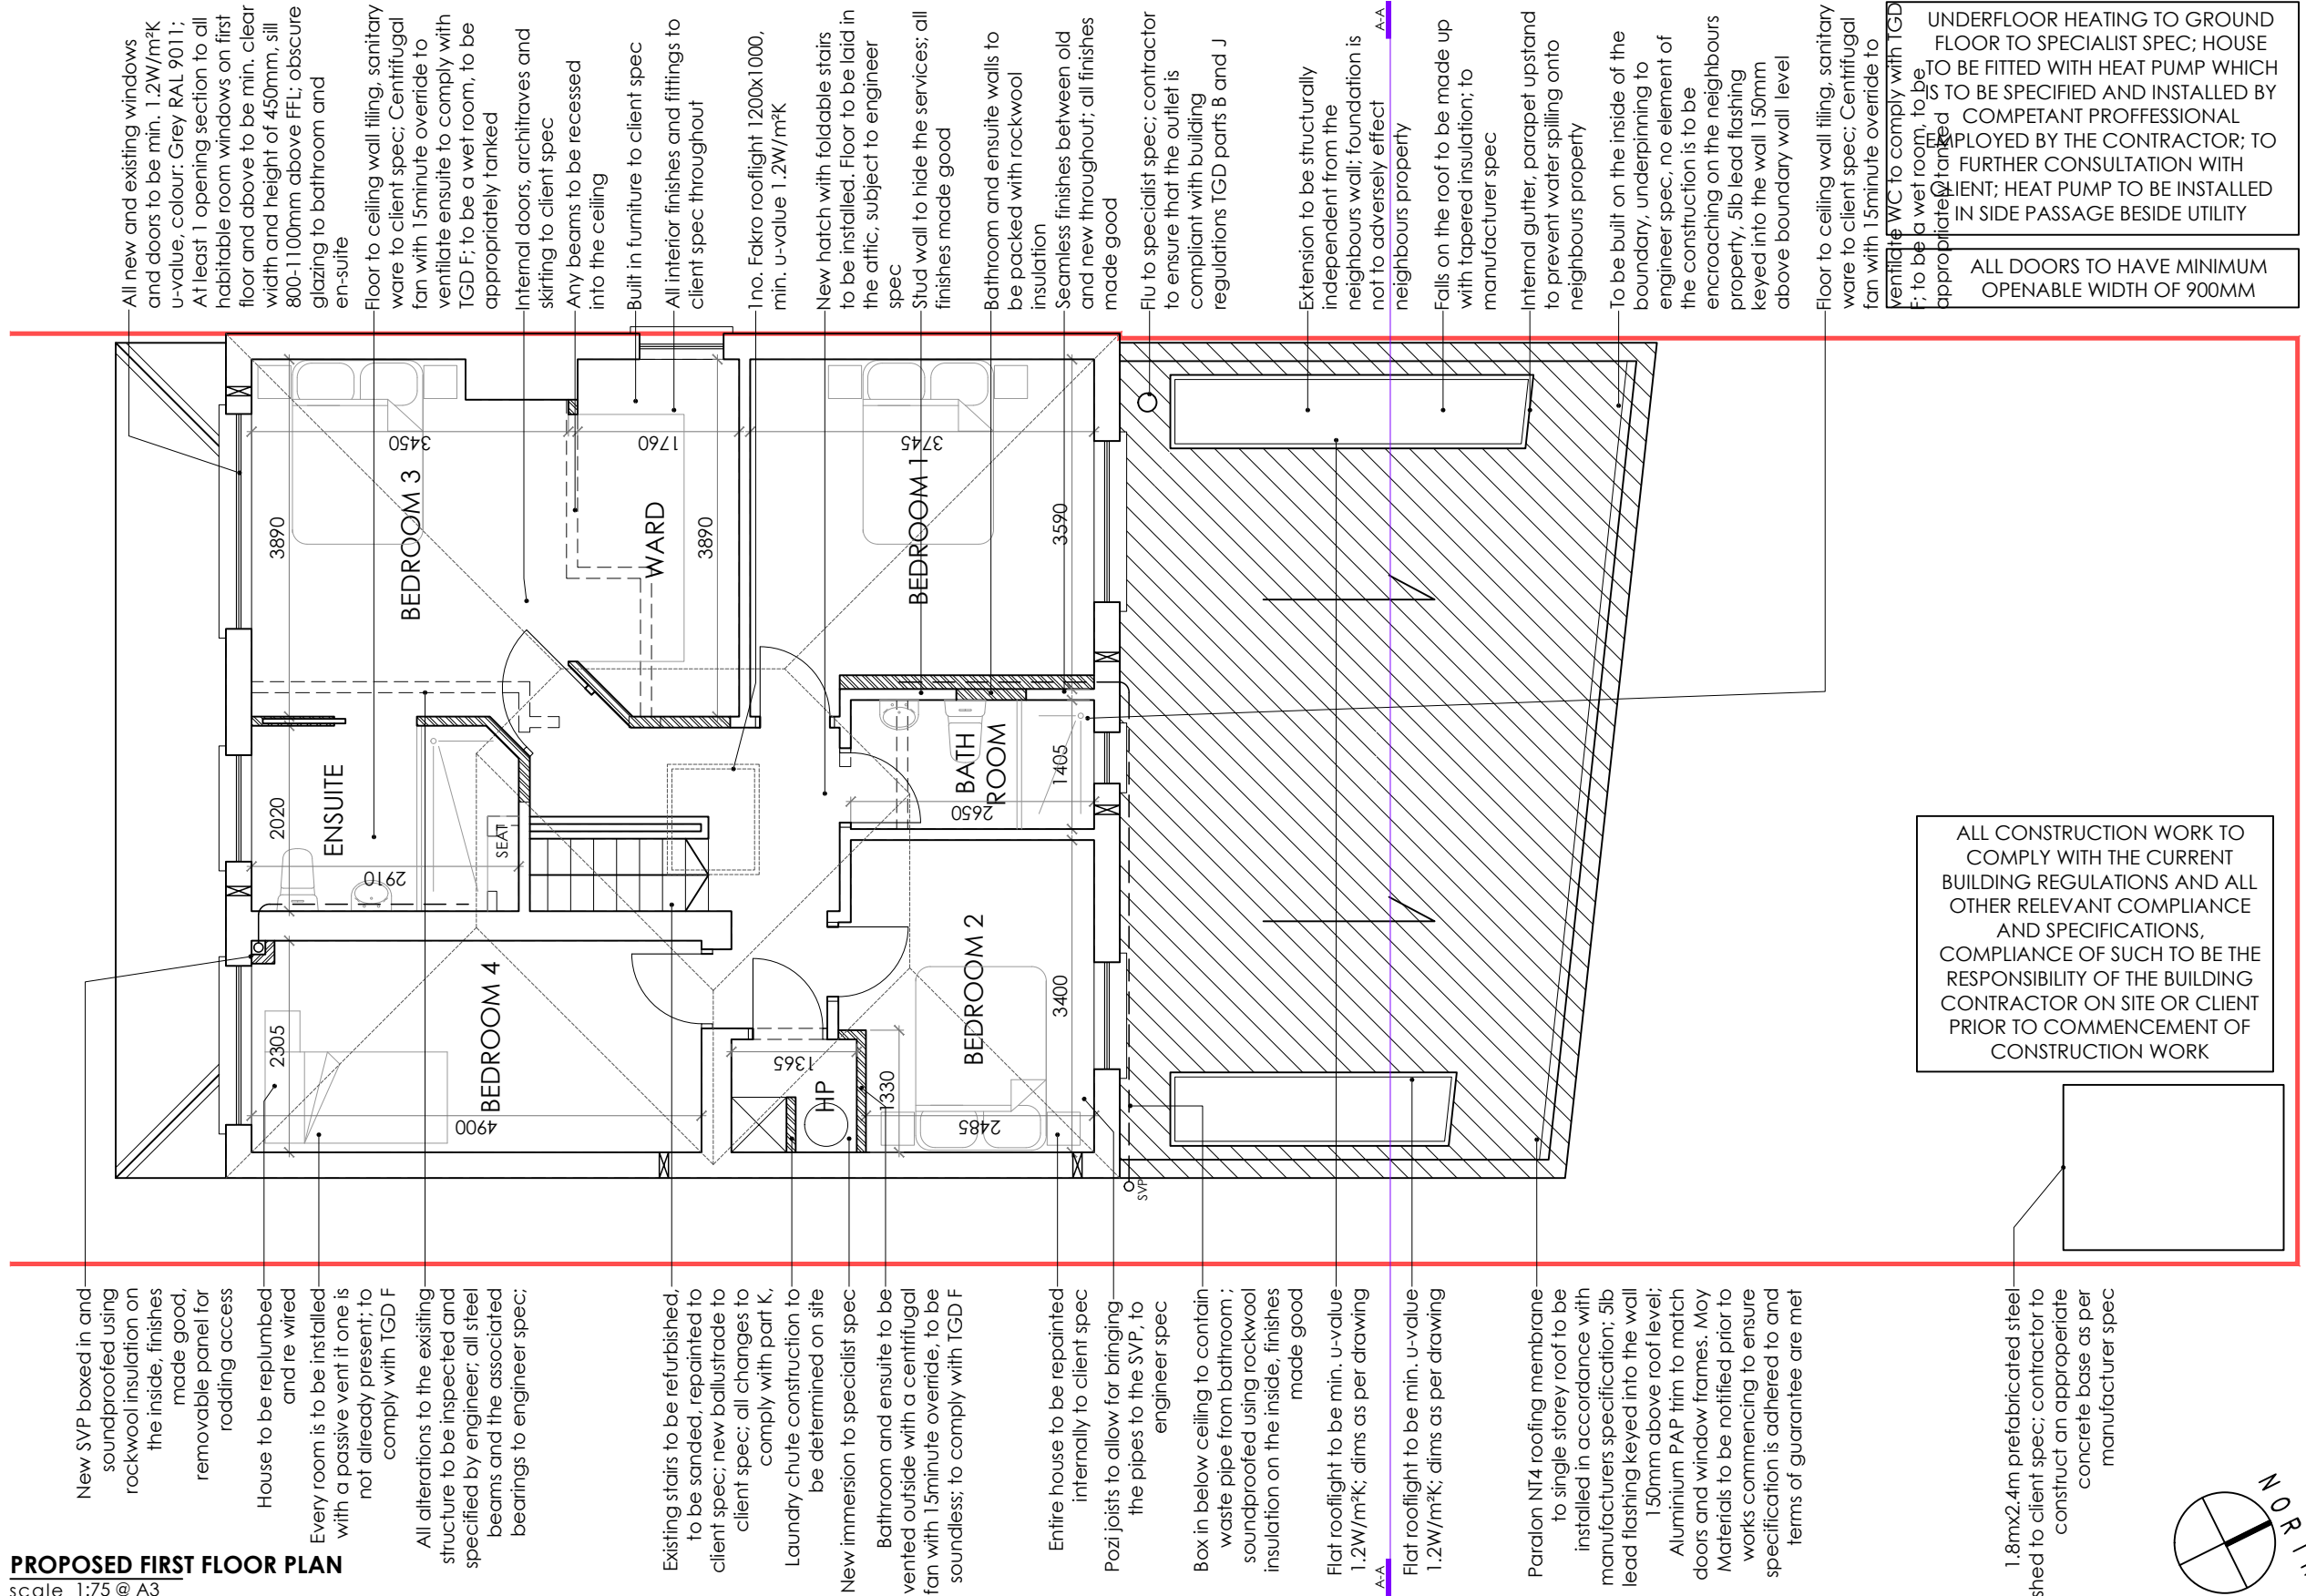 All new and existing windows
and doors to be min. 1.2W/m²K
u-value, colour: Grey RAL 9011;
At least 1 opening section to all
habitable room windows on first
floor and above to be min. clear
width and height of 450mm, sill
800-1100mm above FFL; obscure
glazing to bathroom and
en-suite
Floor to ceiling wall tiling, sanitary
ware to client spec; Centrifugal
fan with 15minute override to
ventilate ensuite to comply with
TGD F; to be a wet room, to be
appropriately tanked
Internal doors, architraves and
skirting to client spec
Any beams to be recessed
into the ceiling
Built in furniture to client spec
All interior finishes and fittings to
client spec throughout
1no. Fakro rooflight 1200x1000,
min. u-value 1.2W/m²K
New hatch with foldable stairs
to be installed. Floor to be laid in
the attic, subject to engineer
spec
Stud wall to hide the services; all
finishes made good
Bathroom and ensuite walls to
be packed with rockwool
insulation
Seamless finishes between old
and new throughout; all finishes
made good
Flu to specialist spec; contractor
to ensure that the outlet is
compliant with building
regulations TGD parts B and J
Extension to be structurally
independent from the
neighbours wall; foundation is
not to adversely effect
neighbours property
Falls on the roof to be made up
with tapered insulation; to
manufacturer spec
Internal gutter, parapet upstand
to prevent water spilling onto
neighbours property
To be built on the inside of the
boundary, underpinning to
engineer spec, no element of
the construction is to be
encroaching on the neighbours
property, 5lb lead flashing
keyed into the wall 150mm
above boundary wall level
Floor to ceiling wall tiling, sanitary
ware to client spec; Centrifugal
fan with 15minute override to
ventilate WC to comply with TGD
F; to be a wet room, to be
appropriately tanked
UNDERFLOOR HEATING TO GROUND
FLOOR TO SPECIALIST SPEC; HOUSE
TO BE FITTED WITH HEAT PUMP WHICH
IS TO BE SPECIFIED AND INSTALLED BY
COMPETANT PROFFESSIONAL
EMPLOYED BY THE CONTRACTOR; TO
FURTHER CONSULTATION WITH
CLIENT; HEAT PUMP TO BE INSTALLED
IN SIDE PASSAGE BESIDE UTILITY
ALL DOORS TO HAVE MINIMUM
OPENABLE WIDTH OF 900MM
A-A
3450
1760
3745
BEDROOM 3
3890
WARD
3890
BEDROOM 1
3590
ENSUITE
2020
2910
SEAT
BATH
ROOM
1405
2650
BEDROOM 4
2305
4900
1365
HP
1330
BEDROOM 2
3400
2485
SVP
ALL CONSTRUCTION WORK TO
COMPLY WITH THE CURRENT
BUILDING REGULATIONS AND ALL
OTHER RELEVANT COMPLIANCE
AND SPECIFICATIONS,
COMPLIANCE OF SUCH TO BE THE
RESPONSIBILITY OF THE BUILDING
CONTRACTOR ON SITE OR CLIENT
PRIOR TO COMMENCEMENT OF
CONSTRUCTION WORK
New SVP boxed in and
soundproofed using
rockwool insulation on
the inside, finishes
made good,
removable panel for
rodding access
House to be replumbed
and re wired
Every room is to be installed
with a passive vent it one is
not already present; to
comply with TGD F
All alterations to the exisiting
structure to be inspected and
specified by engineer; all steel
beams and the associated
bearings to engineer spec;
Existing stairs to be refurbished,
to be sanded, repainted to
client spec; new ballustrade to
client spec; all changes to
comply with part K,
Laundry chute construction to
be determined on site
New immersion to specialist spec
Bathroom and ensuite to be
vented outside with a centrifugal
fan with 15minute override, to be
soundless; to comply with TGD F
Entire house to be repainted
internally to client spec
Pozi joists to allow for bringing
the pipes to the SVP, to
engineer spec
Box in below ceiling to contain
waste pipe from bathroom ;
soundproofed using rockwool
insulation on the inside, finishes
made good
Flat rooflight to be min. u-value
1.2W/m²K; dims as per drawing
A-A
Flat rooflight to be min. u-value
1.2W/m²K; dims as per drawing
Paralon NT4 roofing membrane
to single storey roof to be
installed in accordance with
manufacturers specification; 5lb
lead flashing keyed into the wall
150mm above roof level;
Aluminium PAP trim to match
doors and window frames. Moy
Materials to be notified prior to
works commencing to ensure
specification is adhered to and
terms of guarantee are met
1.8mx2.4m prefabricated steel
shed to client spec; contractor to
construct an approperiate
concrete base as per
manufacturer spec
NORTH
PROPOSED FIRST FLOOR PLAN
scale 1:75 @ A3